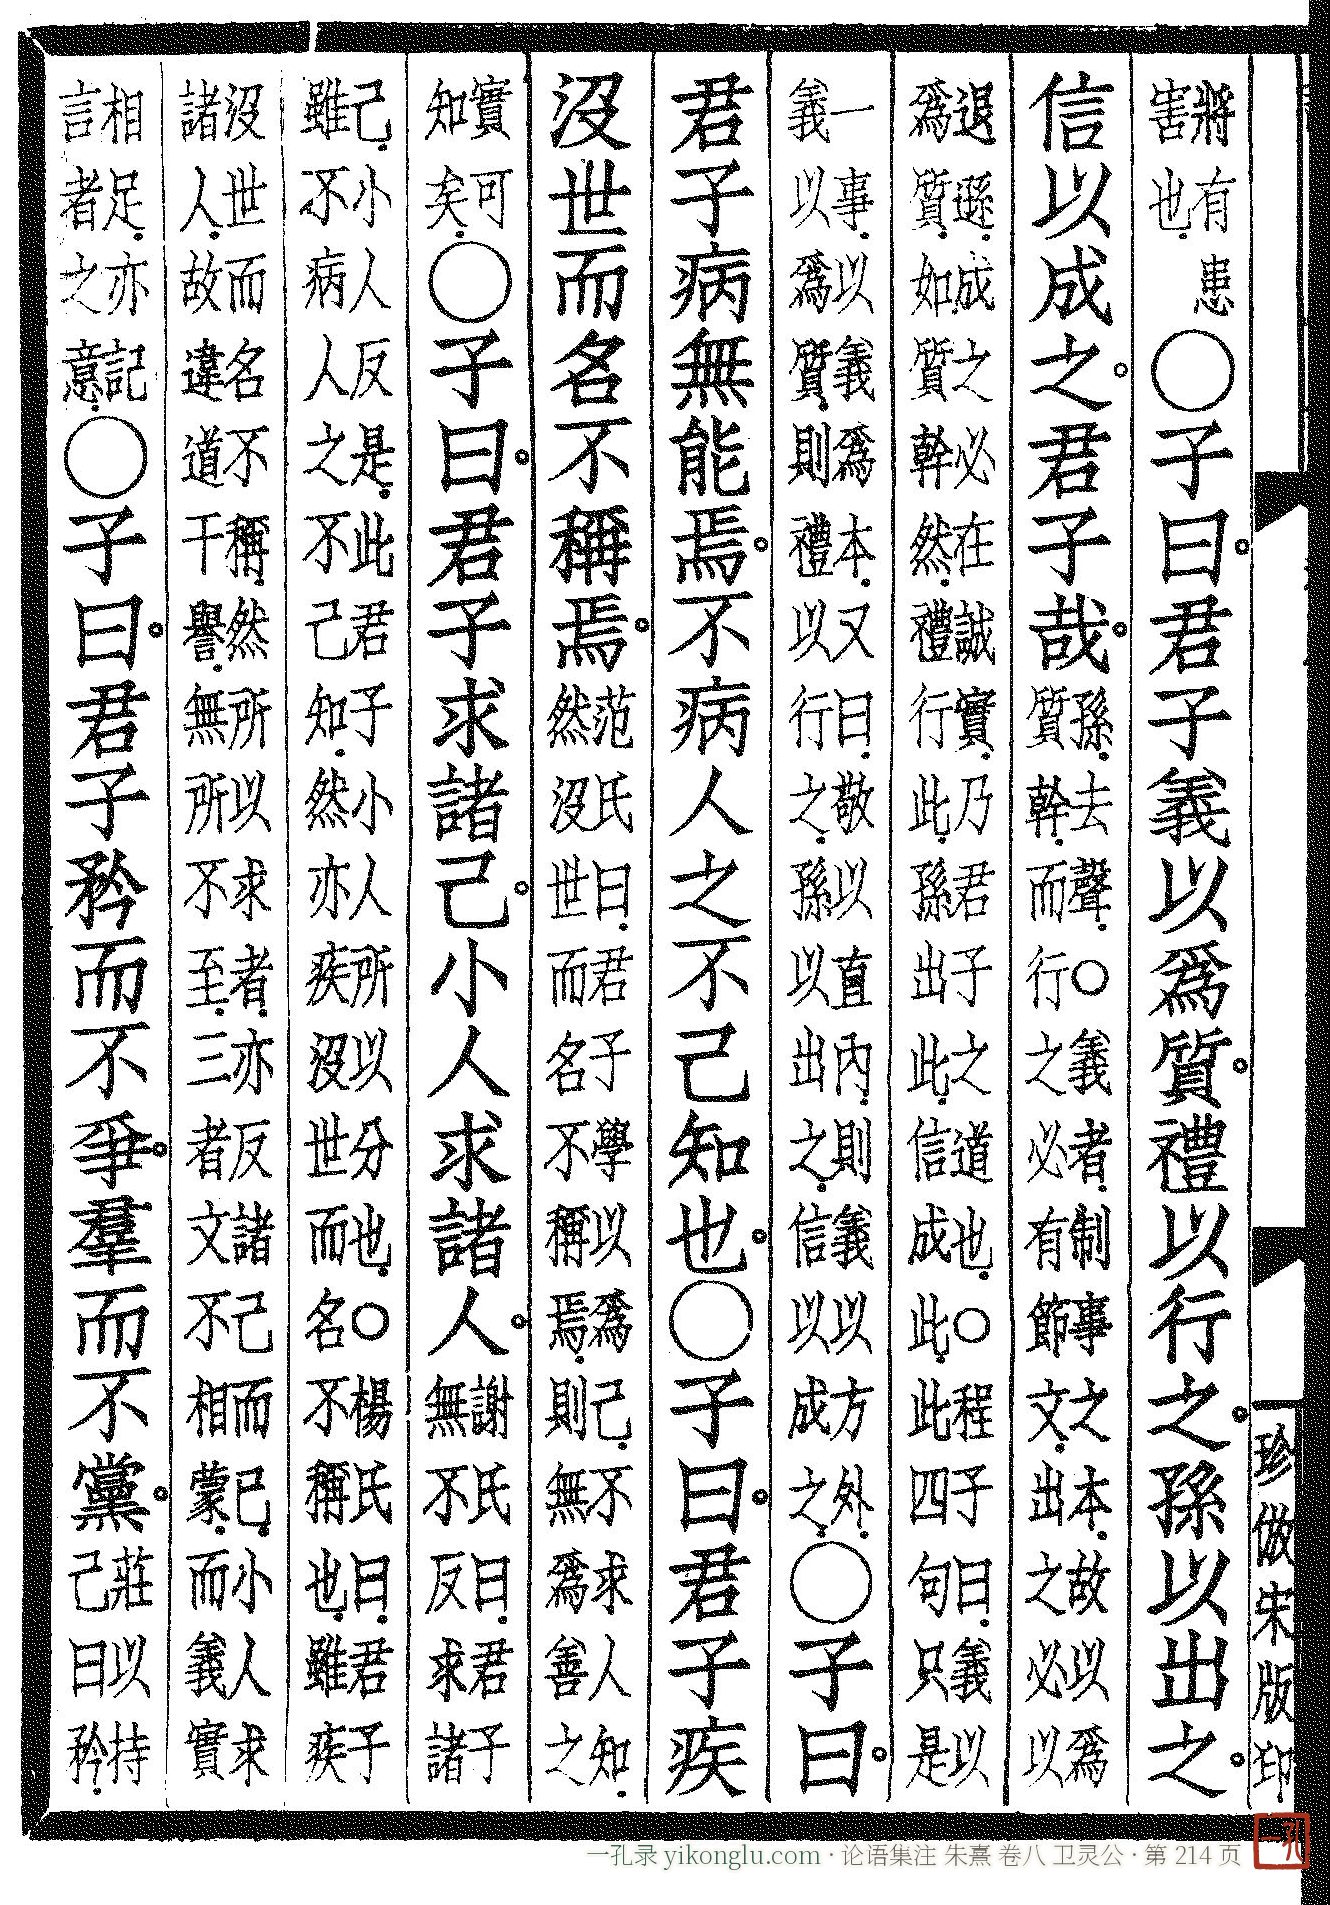 珍倣宋版印
將有患害也○子曰。君子義以爲質。禮以行之。孫以出之。
信以成之。君子哉。孫去聲○義者制事之本故以爲質幹而行之必有節文出之必以
退遜成之必在誠實乃君子之道也○程子曰義以爲質如質幹然禮行此孫出此信成此此四句只是
一事以義爲本又曰敬以直內則義以方外義以爲質則禮以行之孫以出之信以成之○子曰。
君子病無能焉。不病人之不己知也。○子曰。君子疾
沒世而名不稱焉。范氏曰君子學以爲己不求人知然沒世而名不稱焉則無爲善之
實可知矣○子曰。君子求諸己。小人求諸人。謝氏曰君子無不反求諸
己小人反是此君子小人所以分也○楊氏曰君子雖不病人之不己知然亦疾沒世而名不稱也雖疾
沒世而名不稱然所以求者亦反諸己而已小人求諸人故違道干譽無所不至三者文不相蒙而義實
相足亦記言者之意○子曰。君子矜而不爭。羣而不黨。莊以持己曰矜
一孔录 yikonglu.com · 论语集注 朱熹 卷八 卫灵公 · 第 214 页
一孔